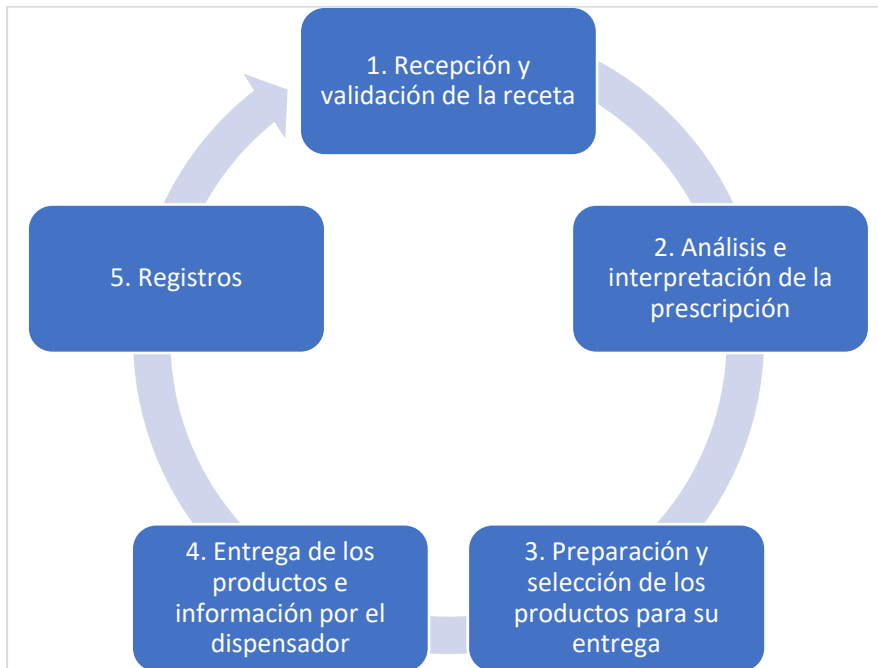 1. Recepción y
validación de la receta
2. Análisis e
interpretación de la
prescripción
3. Preparación y
selección de los
productos para su
entrega
4. Entrega de los
productos e
información por el
dispensador
5. Registros